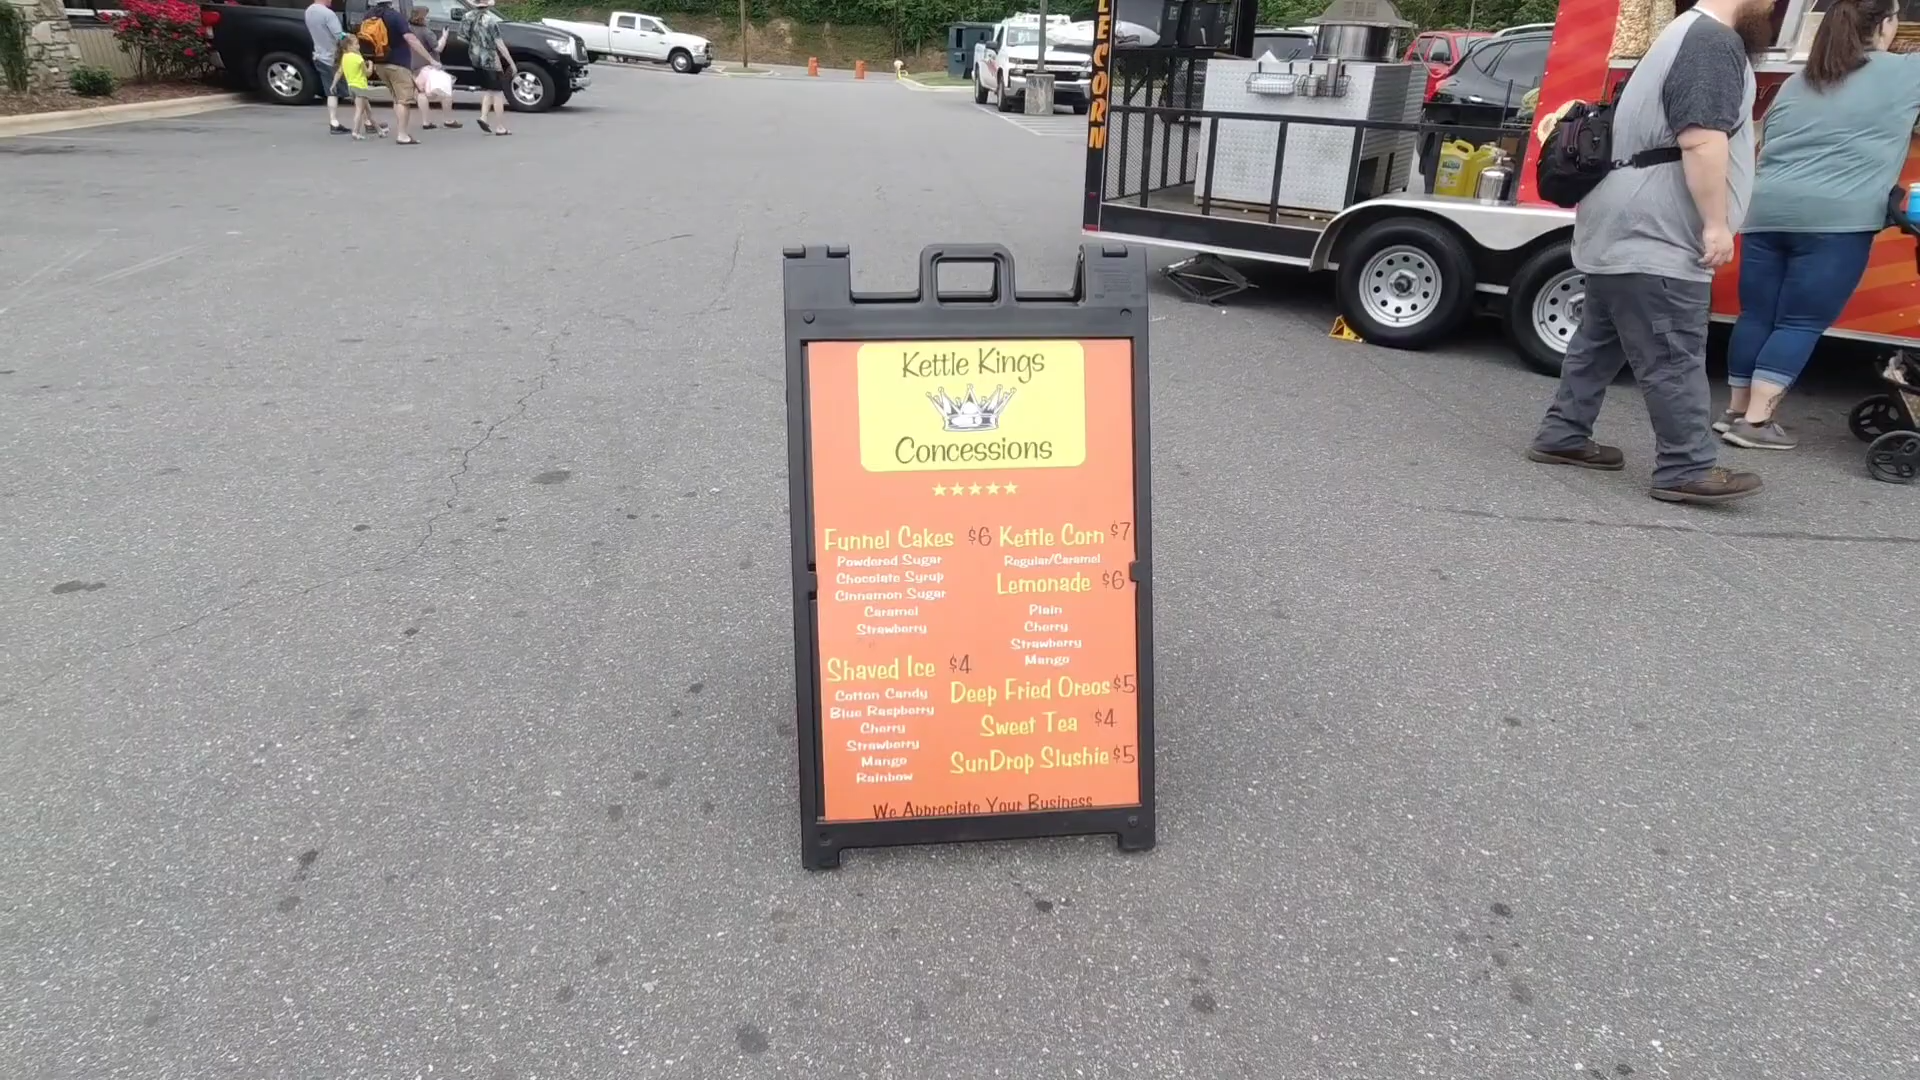 Kettle Kings
Concessions
Funnel Cakes $6
Powdered Sugar
Chocolate Syrup
Cinnamon Sugar
Caramel
Strawberry
Shaved Ice $4
Cotton Candy
Blue Raspberry
Cherry
Strawberry
Mango
Rainbow
Kettle Corn $7
Regular/Caramel
Lemonade $6
Plain
Cherry
Strawberry
Mango
Deep Fried Oreos $5
Sweet Tea $4
SunDrop Slushie $5
We Appreciate Your Business
LECORN